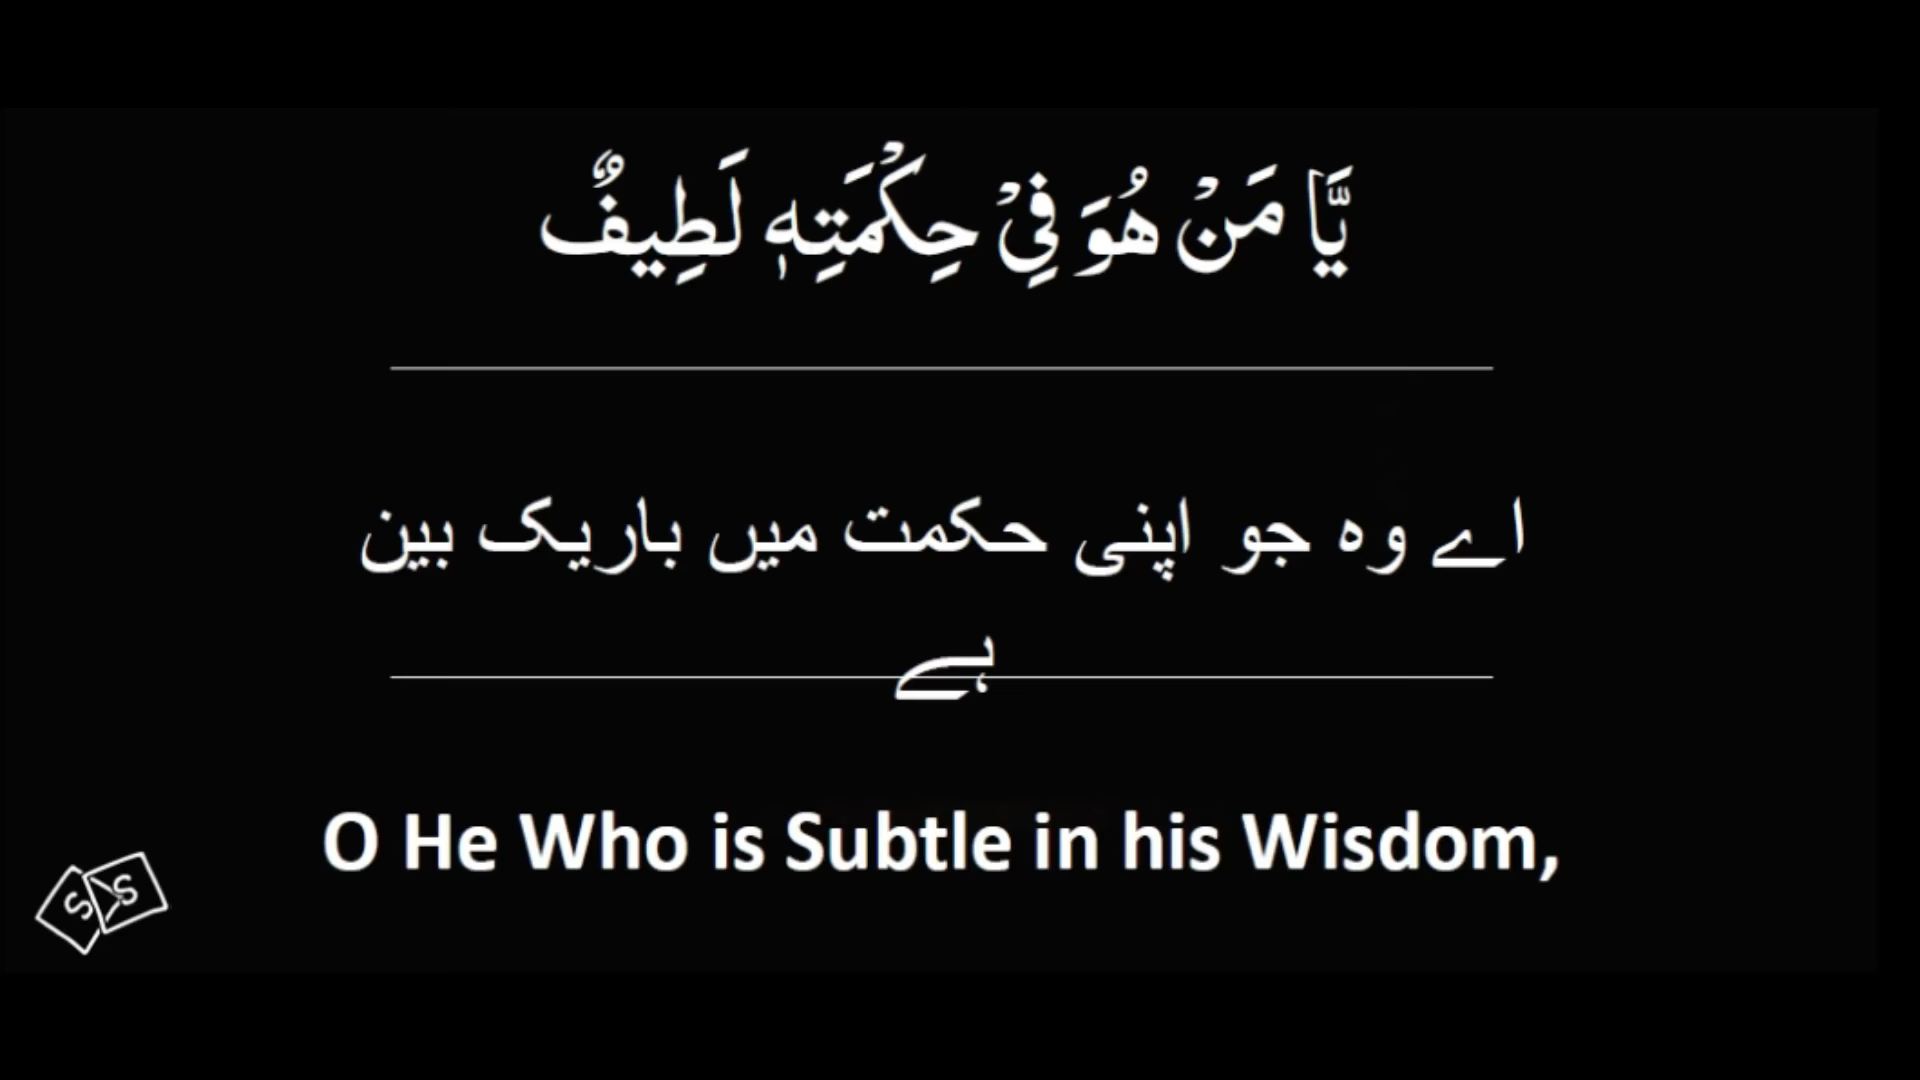 يَّا مَنْ هُوَ فِيْ حِكْمَتِهٖ لَطِيفٌ
اے وہ جو اپنی حکمت میں باریک بین
ہے
O He Who is Subtle in his Wisdom,
S S